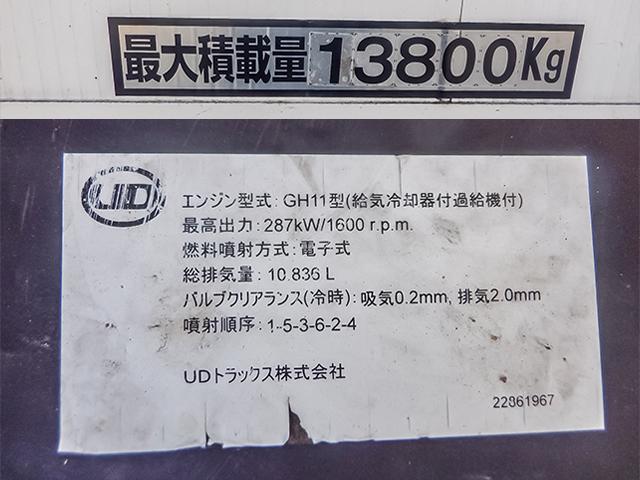 最大積載量13800Kg
UD
エンジン型式: GH11型(給気冷却器付過給機付)
最高出力: 287kW/1600 r.p.m.
燃料噴射方式: 電子式
総排気量: 10.836 L
バルブクリアランス(冷時): 吸気0.2mm, 排気2.0mm
噴射順序: 1-5-3-6-2-4
UDトラックス株式会社
22861967